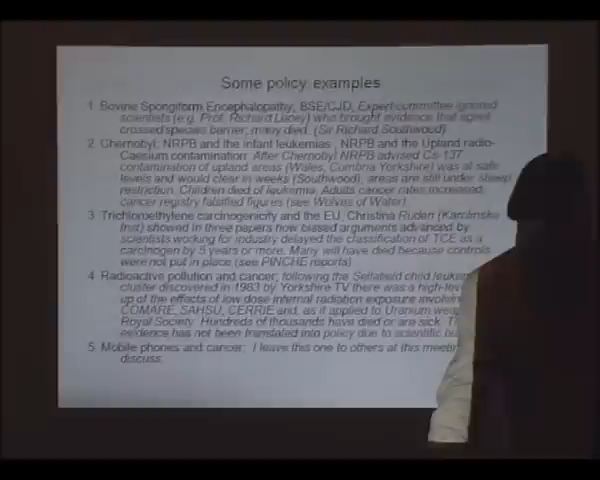 Some policy examples
1. Bovine Spongiform Encephalopathy, BSE/CJD, Expert committee ignored
scientists (e.g. Prof. Richard Lacey) who brought evidence that agent
crossed species barrier; many died. (Sir Richard Southwood).
2. Chernobyl, NRPB and the infant leukemias , NRPB and the Upland radio-
Caesium contamination: After Chernobyl NRPB advised Cs-137
contamination of upland areas (Wales, Cumbria Yorkshire) was at safe
levels and would clear in weeks (Southwood), areas are still under sheep
restriction. Children died of leukemia. Adults cancer rates increased,
cancer registry falsified figures (see Wolves of Water)
3 Trichloroethylene carcinogenicity and the EU, Christina Ruden (Karolinska
Inst) showed in three papers how biased arguments advanced by
scientists working for industry delayed the classification of TCE as a
carcinogen by 5 years or more. Many will have died because controls
were not put in place (see PINCHE reports)
4. Radioactive pollution and cancer; following the Sellafield child
cluster discovered in 1983 by Yorkshire TV there was a
up of the effects of low dose internal radiation exposure
COMARE, SAHSU, CERRIE and, as it applied to Uranium
Royal Society. Hundreds of thousands have died or are sick.
evidence has not been translated into policy due to scientific
5. Mobile phones and cancer; I leave this one to others at this
discuss.